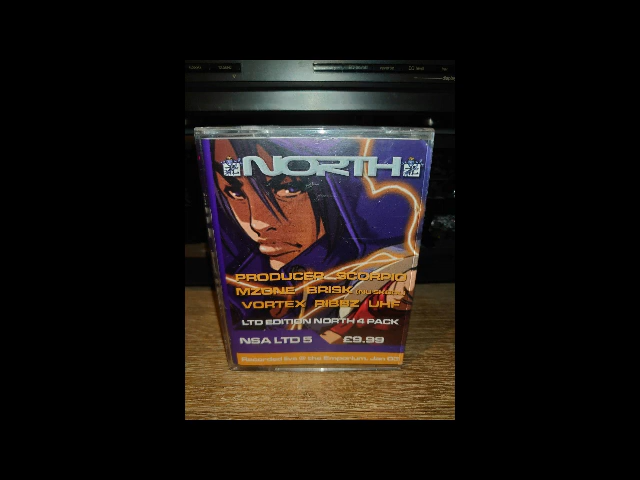 NORTH
PRODUCER SCORPIO
MZONE BRISK
VORTEX RIBBZ UHF
LTD EDITION NORTH 4 PACK
NSA LTD 5 £9.99
Recorded live @ the Emporium, Jan